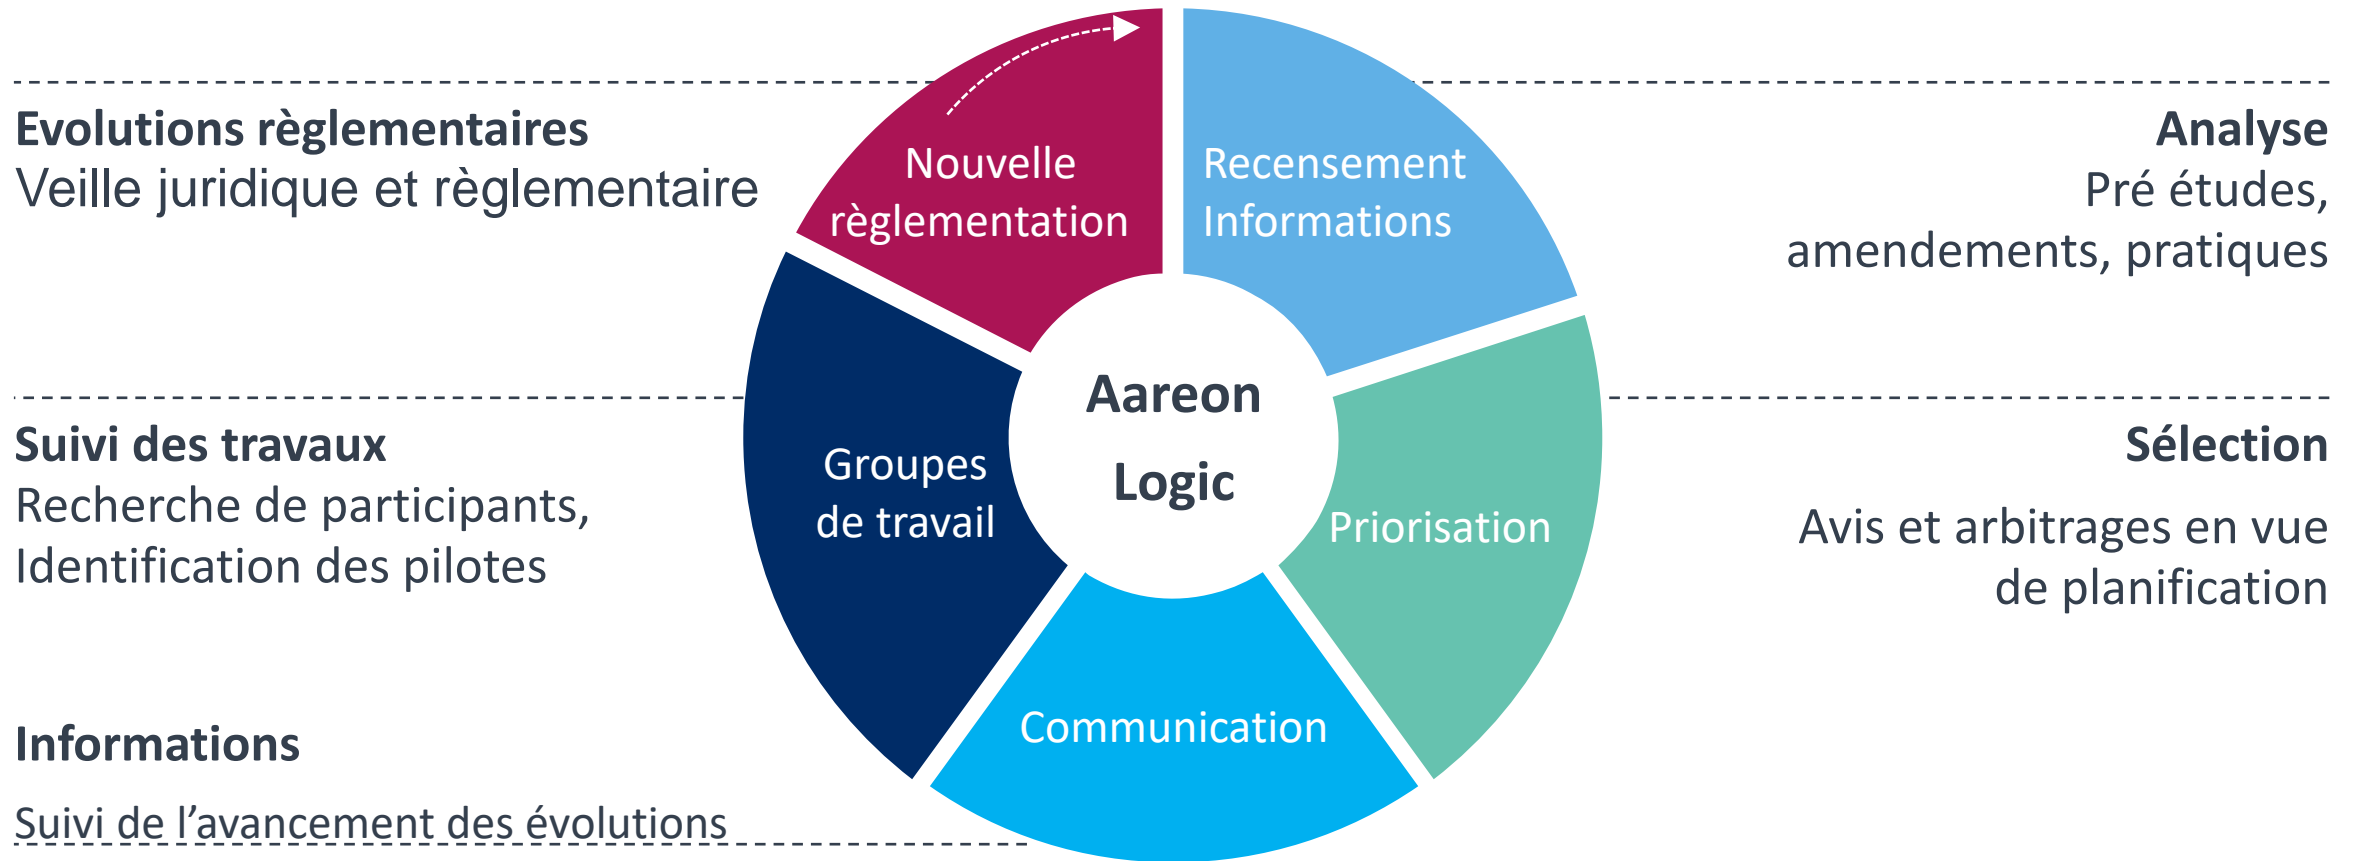 Evolutions règlementaires
Veille juridique et règlementaire
Suivi des travaux
Recherche de participants,
Identification des pilotes
Informations
Suivi de l’avancement des évolutions
Nouvelle
règlementation
Recensement
Informations
Groupes
de travail
Aareon
Logic
Priorisation
Communication
Analyse
Pré études,
amendements, pratiques
Sélection
Avis et arbitrages en vue
de planification